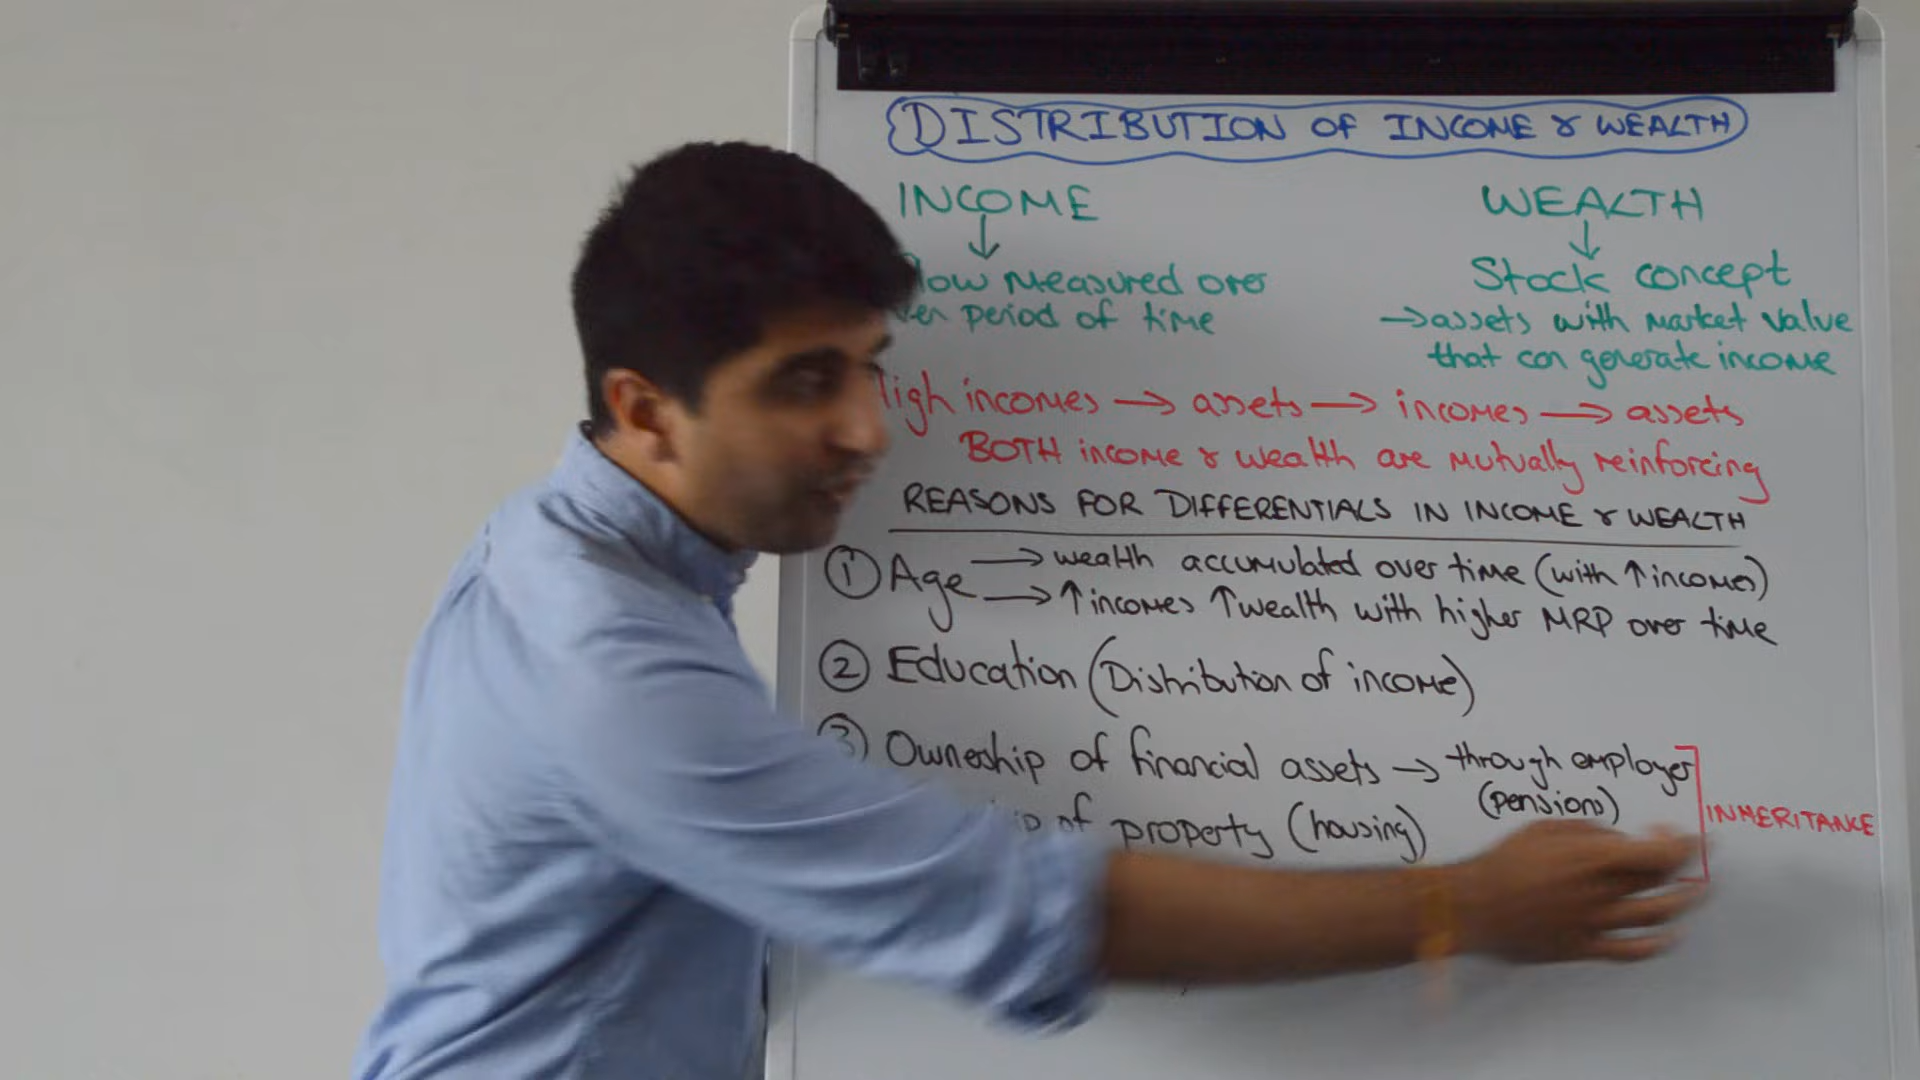 DISTRIBUTION OF INCOME & WEALTH
INCOME
WEALTH
flow measured over
period of time
Stock concept
→ assets with market value
that can generate income
High incomes → assets → incomes → assets
BOTH income & wealth are mutually reinforcing
REASONS FOR DIFFERENTIALS IN INCOME & WEALTH
① Age → wealth accumulated over time (with ↑ incomes)
→ ↑ incomes ↑ wealth with higher MRP over time
② Education (Distribution of income)
③ Ownership of financial assets → through employer
(pensions)
of property (housing)
INHERITANCE